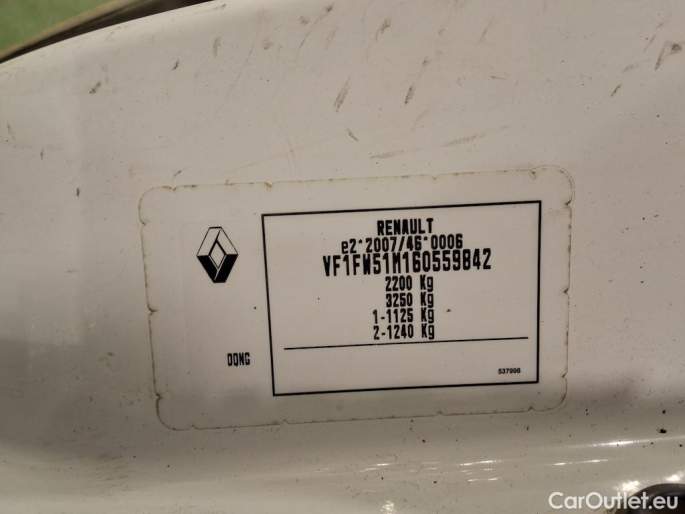 RENAULT
e2*2007/46*0006
VF1FW51M160559842
2200 Kg
3250 Kg
1-1125 Kg
2-1240 Kg
DQNG
537998
CarOutlet.eu